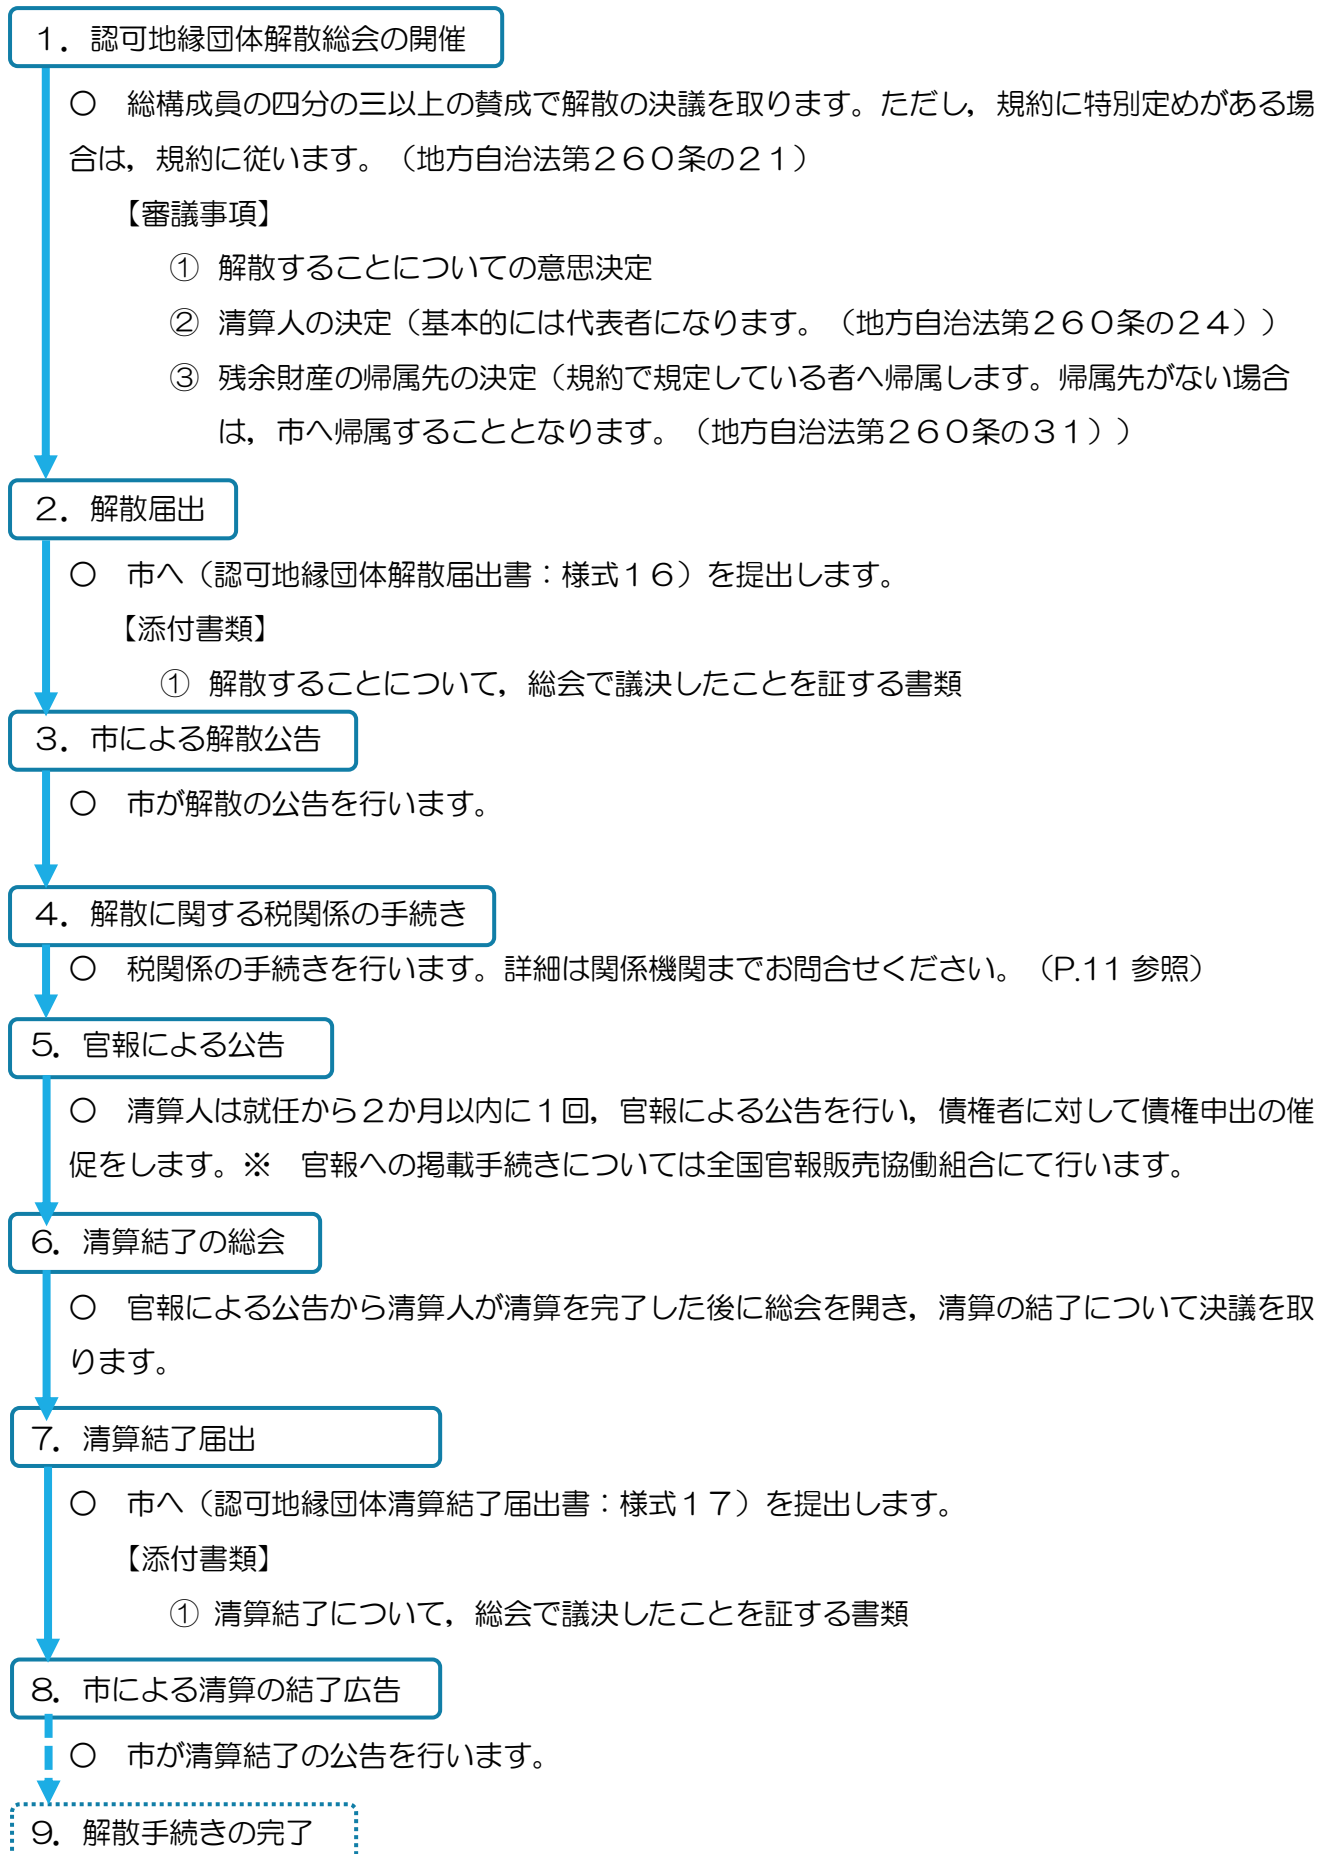 １．認可地縁団体解散総会の開催
〇　総構成員の四分の三以上の賛成で解散の決議を取ります。ただし，規約に特別定めがある場
合は，規約に従います。（地方自治法第２６０条の２１）
【審議事項】
① 解散することについての意思決定
② 清算人の決定（基本的には代表者になります。（地方自治法第２６０条の２４））
③ 残余財産の帰属先の決定（規約で規定している者へ帰属します。帰属先がない場合
は，市へ帰属することとなります。（地方自治法第２６０条の３１））
２．解散届出
〇　市へ（認可地縁団体解散届出書：様式１６）を提出します。
【添付書類】
① 解散することについて，総会で議決したことを証する書類
３．市による解散公告
〇　市が解散の公告を行います。
４．解散に関する税関係の手続き
〇　税関係の手続きを行います。詳細は関係機関までお問合せください。（P.11 参照）
５．官報による公告
〇　清算人は就任から２か月以内に１回，官報による公告を行い，債権者に対して債権申出の催
促をします。※　官報への掲載手続きについては全国官報販売協働組合にて行います。
６．清算結了の総会
〇　官報による公告から清算人が清算を完了した後に総会を開き，清算の結了について決議を取
ります。
７．清算結了届出
〇　市へ（認可地縁団体清算結了届出書：様式１７）を提出します。
【添付書類】
① 清算結了について，総会で議決したことを証する書類
８．市による清算の結了広告
〇　市が清算結了の公告を行います。
９．解散手続きの完了